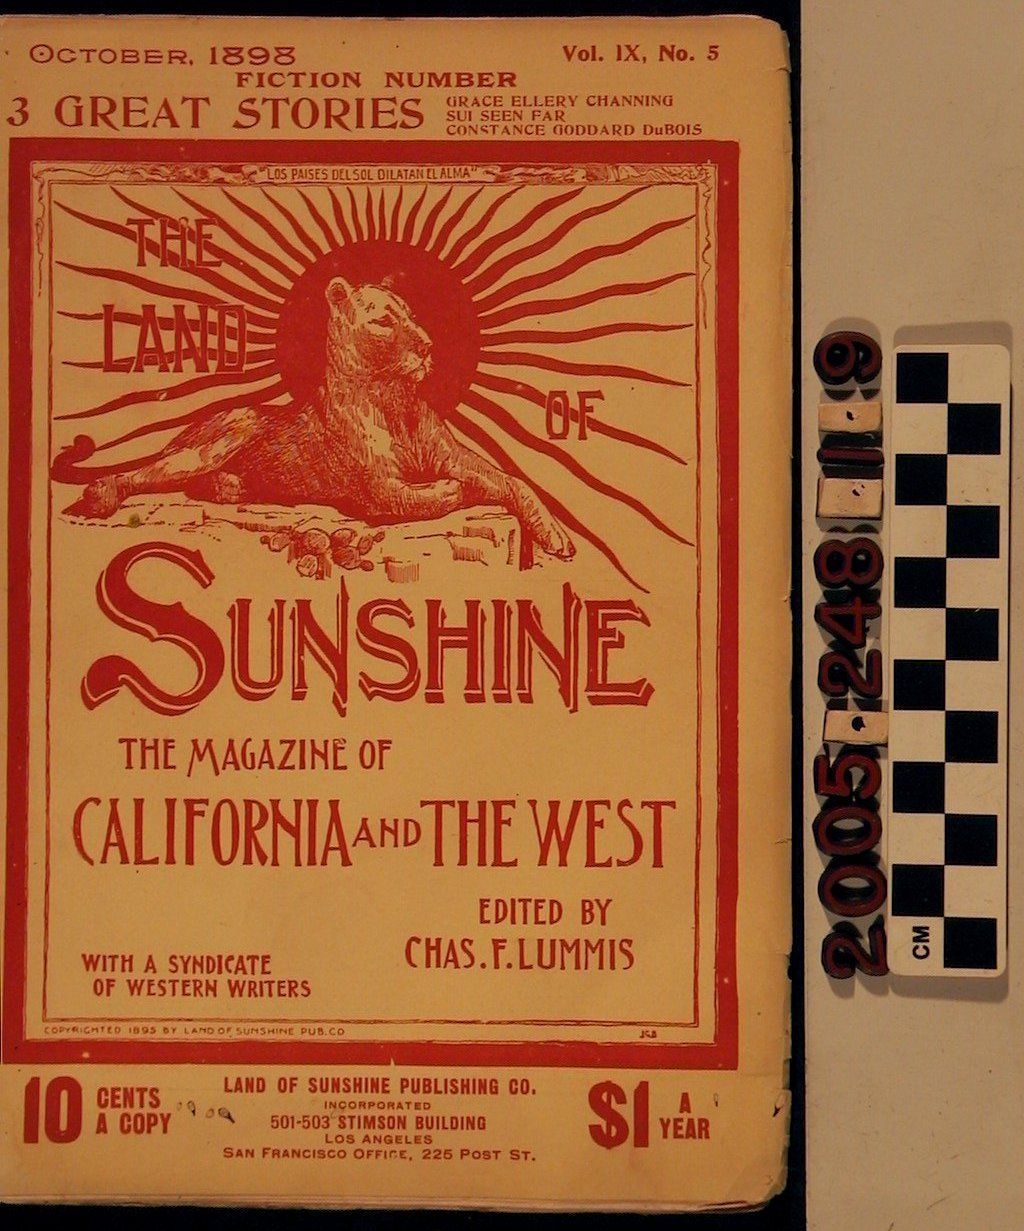 OCTOBER, 1898
Vol. IX, No. 5
FICTION NUMBER
3 GREAT STORIES
GRACE ELLERY CHANNING
SUI SEEN FAR
CONSTANCE GODDARD DuBOIS
"LOS PAISES DEL SOL DILATAN EL ALMA"
THE
LAND
OF
SUNSHINE
THE MAGAZINE OF
CALIFORNIA AND THE WEST
EDITED BY
CHAS. F. LUMMIS
WITH A SYNDICATE
OF WESTERN WRITERS
COPYRIGHTED 1895 BY LAND OF SUNSHINE PUB. CO
JGB
10 CENTS
A COPY
LAND OF SUNSHINE PUBLISHING CO.
INCORPORATED
501-503 STIMSON BUILDING
LOS ANGELES
SAN FRANCISCO OFFICE, 225 POST ST.
$1 A
YEAR
2005.248.1.9
CM